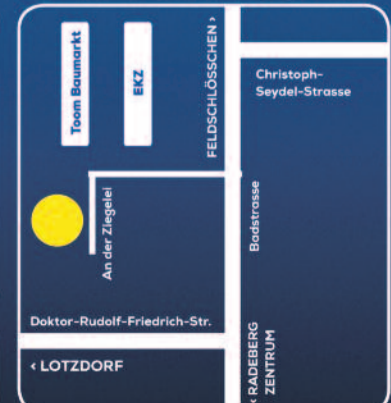 Toom Baumarkt
EKZ
FELDSCHLÖSSCHEN ›
Christoph-
Seydel-Strasse
An der Ziegelei
Badstrasse
Doktor-Rudolf-Friedrich-Str.
‹ LOTZDORF
‹ RADEBERG
ZENTRUM